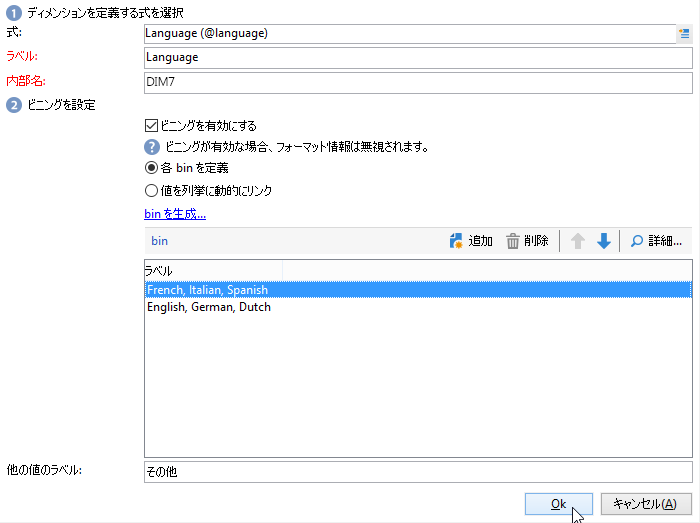 1 ディメンションを定義する式を選択
式: Language (@language)
ラベル: Language
内部名: DIM7
2 ビニングを設定
ビニングを有効にする
? ビニングが有効な場合、フォーマット情報は無視されます。
各 bin を定義
値を列挙に動的にリンク
bin を生成...
bin 追加 削除 詳細...
ラベル
French, Italian, Spanish
English, German, Dutch
他の値のラベル: その他
Ok キャンセル(A)